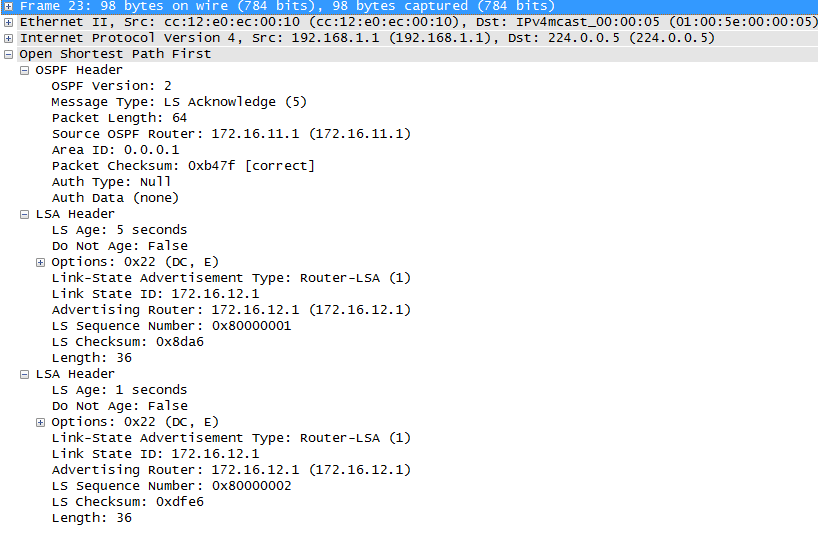 Frame 23: 98 bytes on wire (784 bits), 98 bytes captured (784 bits)
Ethernet II, Src: cc:12:e0:ec:00:10 (cc:12:e0:ec:00:10), Dst: IPv4mcast_00:00:05 (01:00:5e:00:00:05)
Internet Protocol Version 4, Src: 192.168.1.1 (192.168.1.1), Dst: 224.0.0.5 (224.0.0.5)
Open Shortest Path First
OSPF Header
OSPF Version: 2
Message Type: LS Acknowledge (5)
Packet Length: 64
Source OSPF Router: 172.16.11.1 (172.16.11.1)
Area ID: 0.0.0.1
Packet Checksum: 0xb47f [correct]
Auth Type: Null
Auth Data (none)
LSA Header
LS Age: 5 seconds
Do Not Age: False
Options: 0x22 (DC, E)
Link-State Advertisement Type: Router-LSA (1)
Link State ID: 172.16.12.1
Advertising Router: 172.16.12.1 (172.16.12.1)
LS Sequence Number: 0x80000001
LS Checksum: 0x8da6
Length: 36
LSA Header
LS Age: 1 seconds
Do Not Age: False
Options: 0x22 (DC, E)
Link-State Advertisement Type: Router-LSA (1)
Link State ID: 172.16.12.1
Advertising Router: 172.16.12.1 (172.16.12.1)
LS Sequence Number: 0x80000002
LS Checksum: 0xdfe6
Length: 36